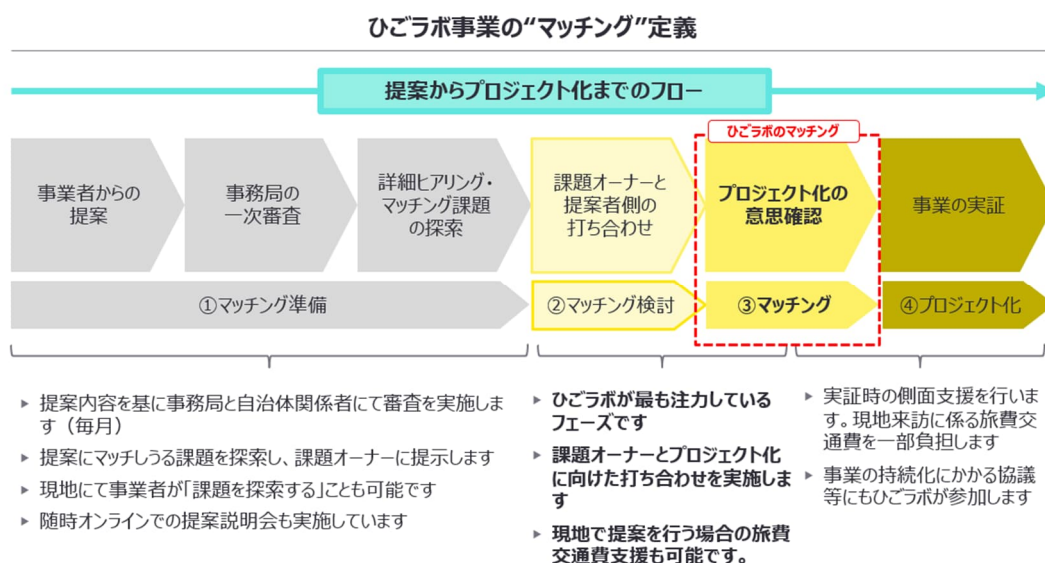 ひごラボ事業の“マッチング”定義
提案からプロジェクト化までのフロー
ひごラボのマッチング
事業者からの
提案
事務局の
一次審査
詳細ヒアリング・
マッチング課題
の探索
課題オーナーと
提案者側の
打ち合わせ
プロジェクト化の
意思確認
事業の実証
①マッチング準備
②マッチング検討
③マッチング
④プロジェクト化
▸ 提案内容を基に事務局と自治体関係者にて審査を実施しま
す（毎月）
▸ 提案にマッチしうる課題を探索し、課題オーナーに提示します
▸ 現地にて事業者が「課題を探索する」ことも可能です
▸ 随時オンラインでの提案説明会も実施しています
▸ ひごラボが最も注力している
フェーズです
▸ 課題オーナーとプロジェクト化
に向けた打ち合わせを実施しま
す
▸ 現地で提案を行う場合の旅費
交通費支援も可能です。
▸ 実証時の側面支援を行いま
す。現地来訪に係る旅費交
通費を一部負担します
▸ 事業の持続化にかかる協議
等にもひごラボが参加します